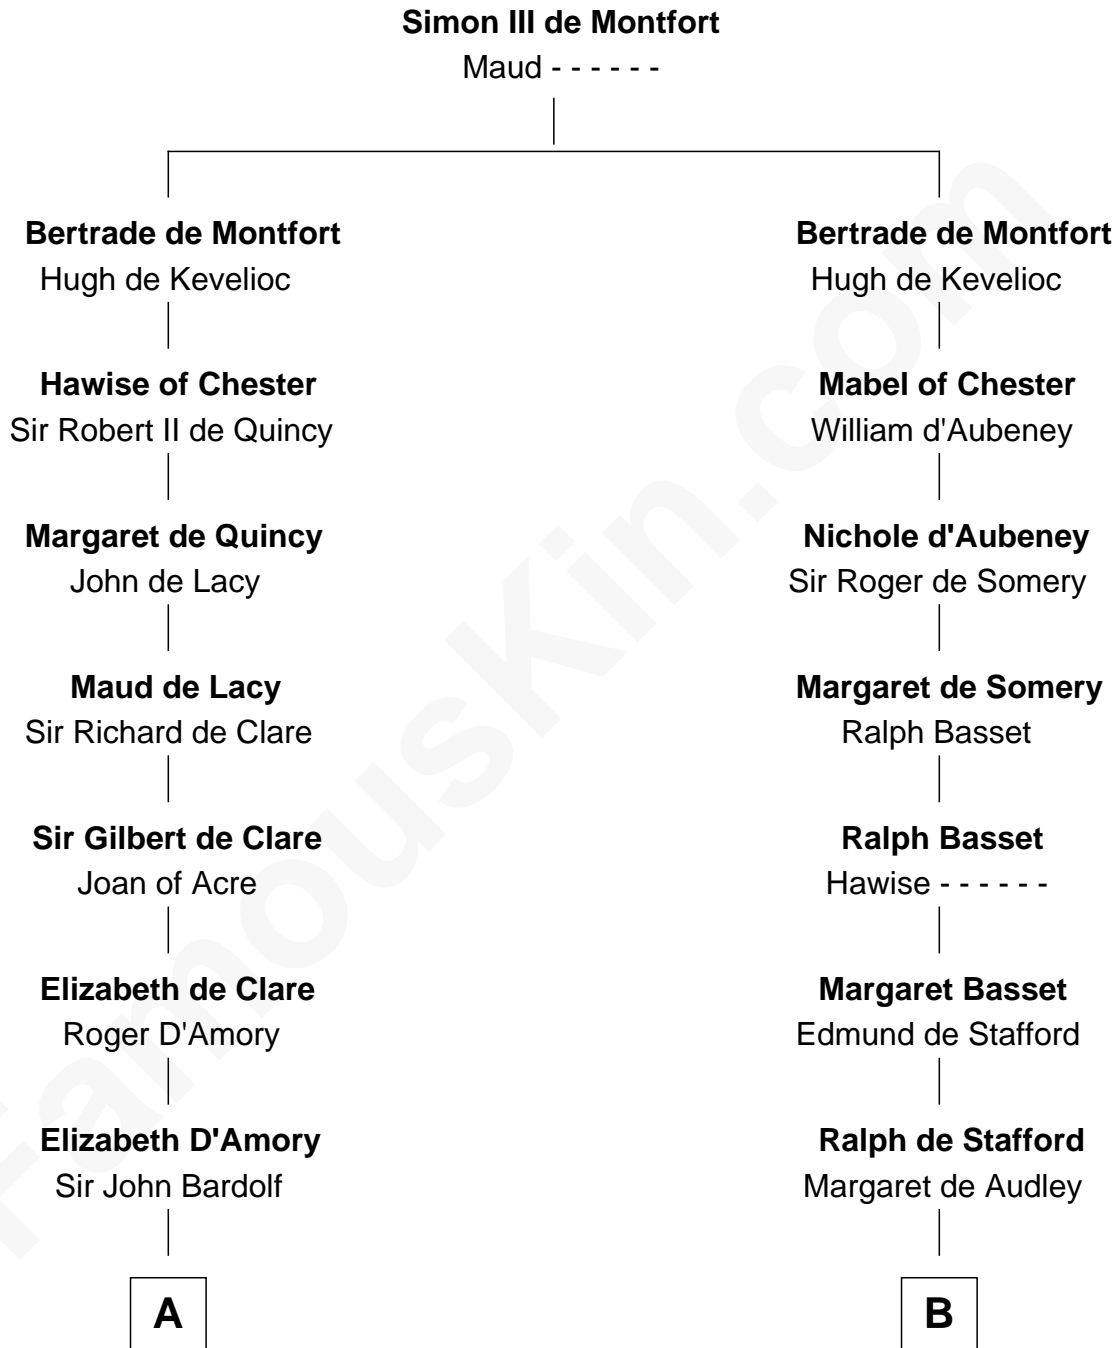 Simon III de Montfort
Maud - - - - - -
Bertrade de Montfort
Hugh de Kevelioc
Hawise of Chester
Sir Robert II de Quincy
Margaret de Quincy
John de Lacy
Maud de Lacy
Sir Richard de Clare
Sir Gilbert de Clare
Joan of Acre
Elizabeth de Clare
Roger D'Amory
Elizabeth D'Amory
Sir John Bardolf
A
Bertrade de Montfort
Hugh de Kevelioc
Mabel of Chester
William d'Aubeney
Nichole d'Aubeney
Sir Roger de Somery
Margaret de Somery
Ralph Basset
Ralph Basset
Hawise - - - - - -
Margaret Basset
Edmund de Stafford
Ralph de Stafford
Margaret de Audley
B
FamousKin.com